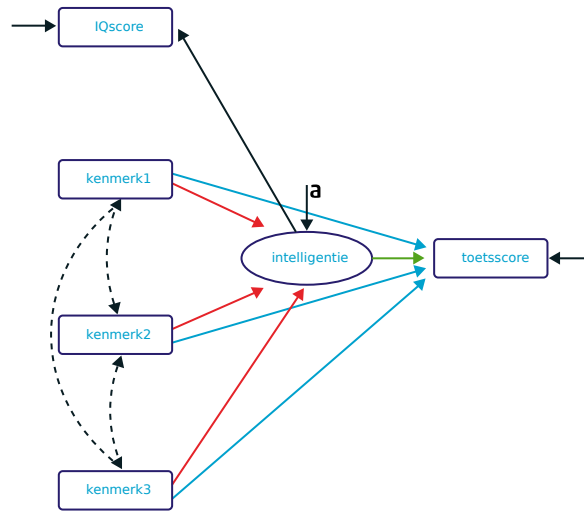 IQscore
kenmerk1
a
intelligentie
toetsscore
kenmerk2
kenmerk3